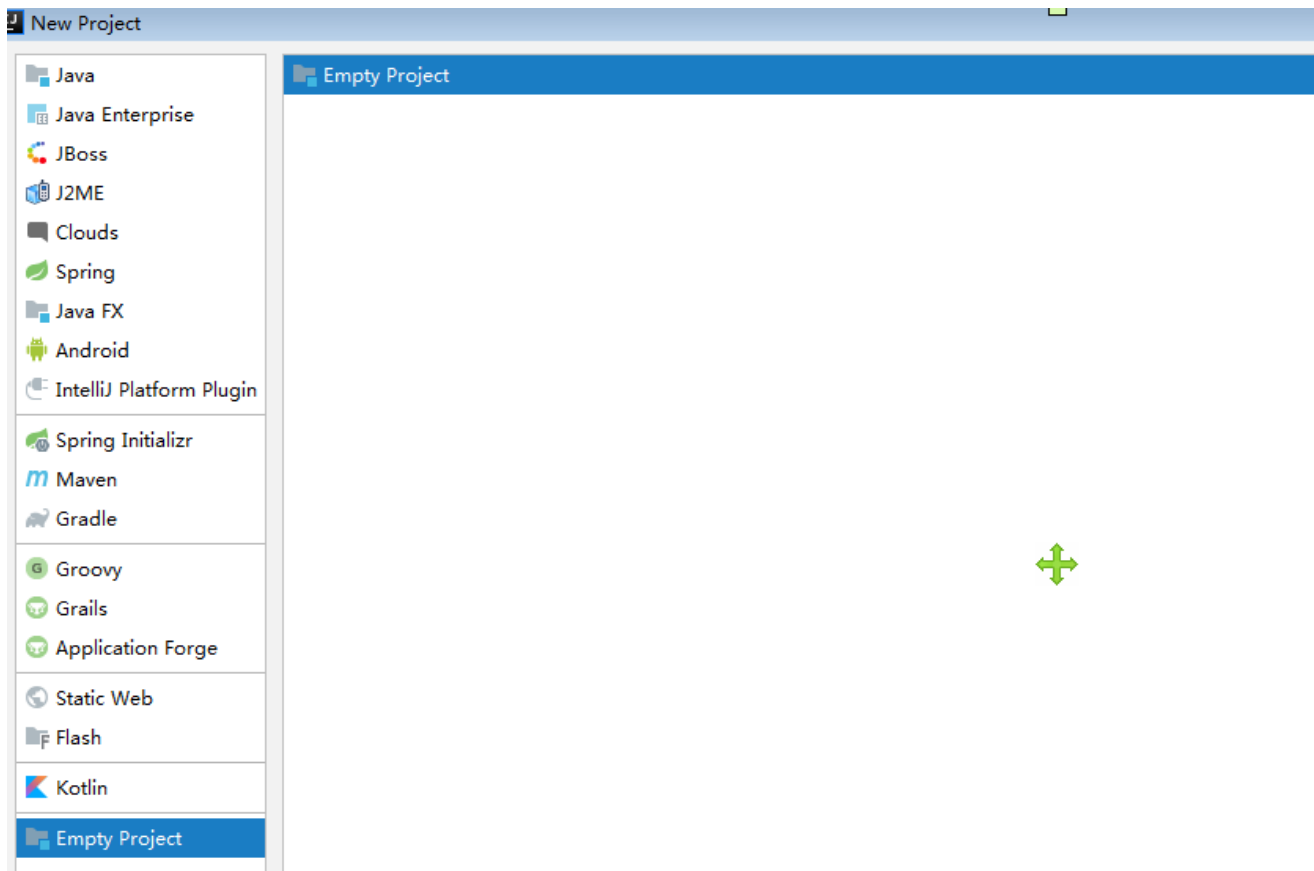 New Project
Java
Java Enterprise
JBoss
J2ME
Clouds
Spring
Java FX
Android
IntelliJ Platform Plugin
Spring Initializr
Maven
Gradle
Groovy
Grails
Application Forge
Static Web
Flash
Kotlin
Empty Project
Empty Project